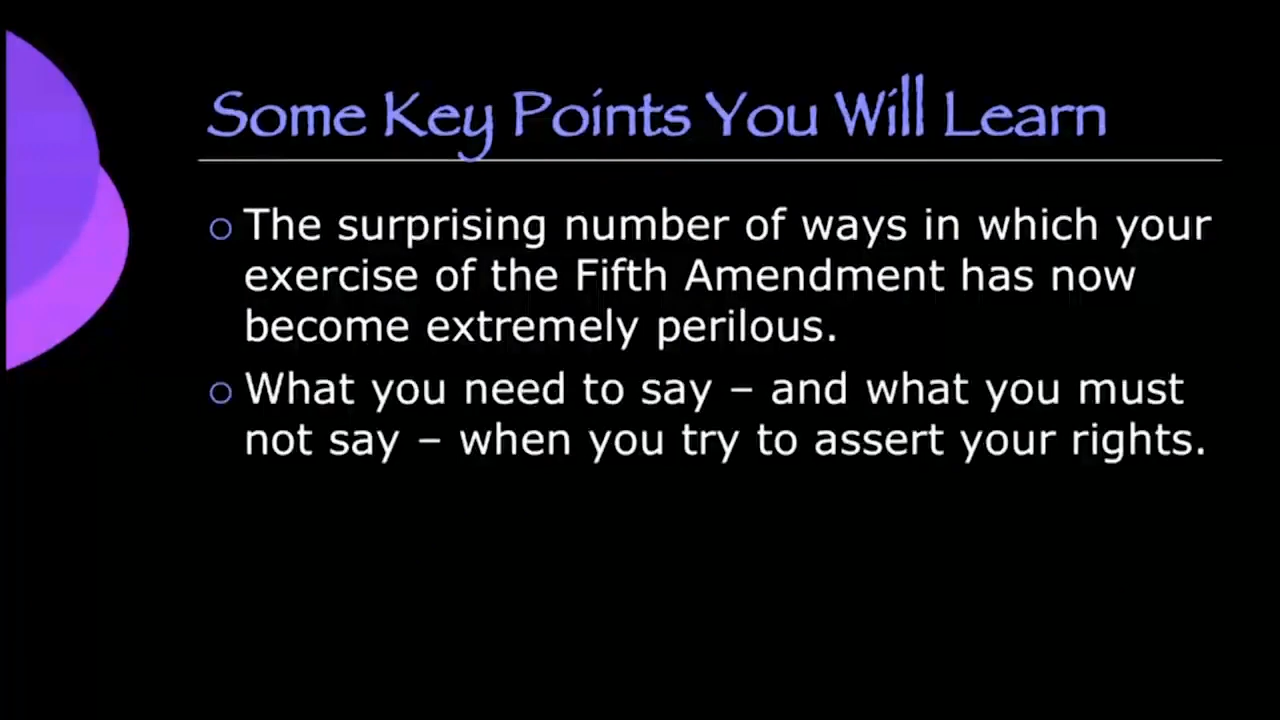 Some Key Points You Will Learn
The surprising number of ways in which your
exercise of the Fifth Amendment has now
become extremely perilous.
What you need to say – and what you must
not say – when you try to assert your rights.